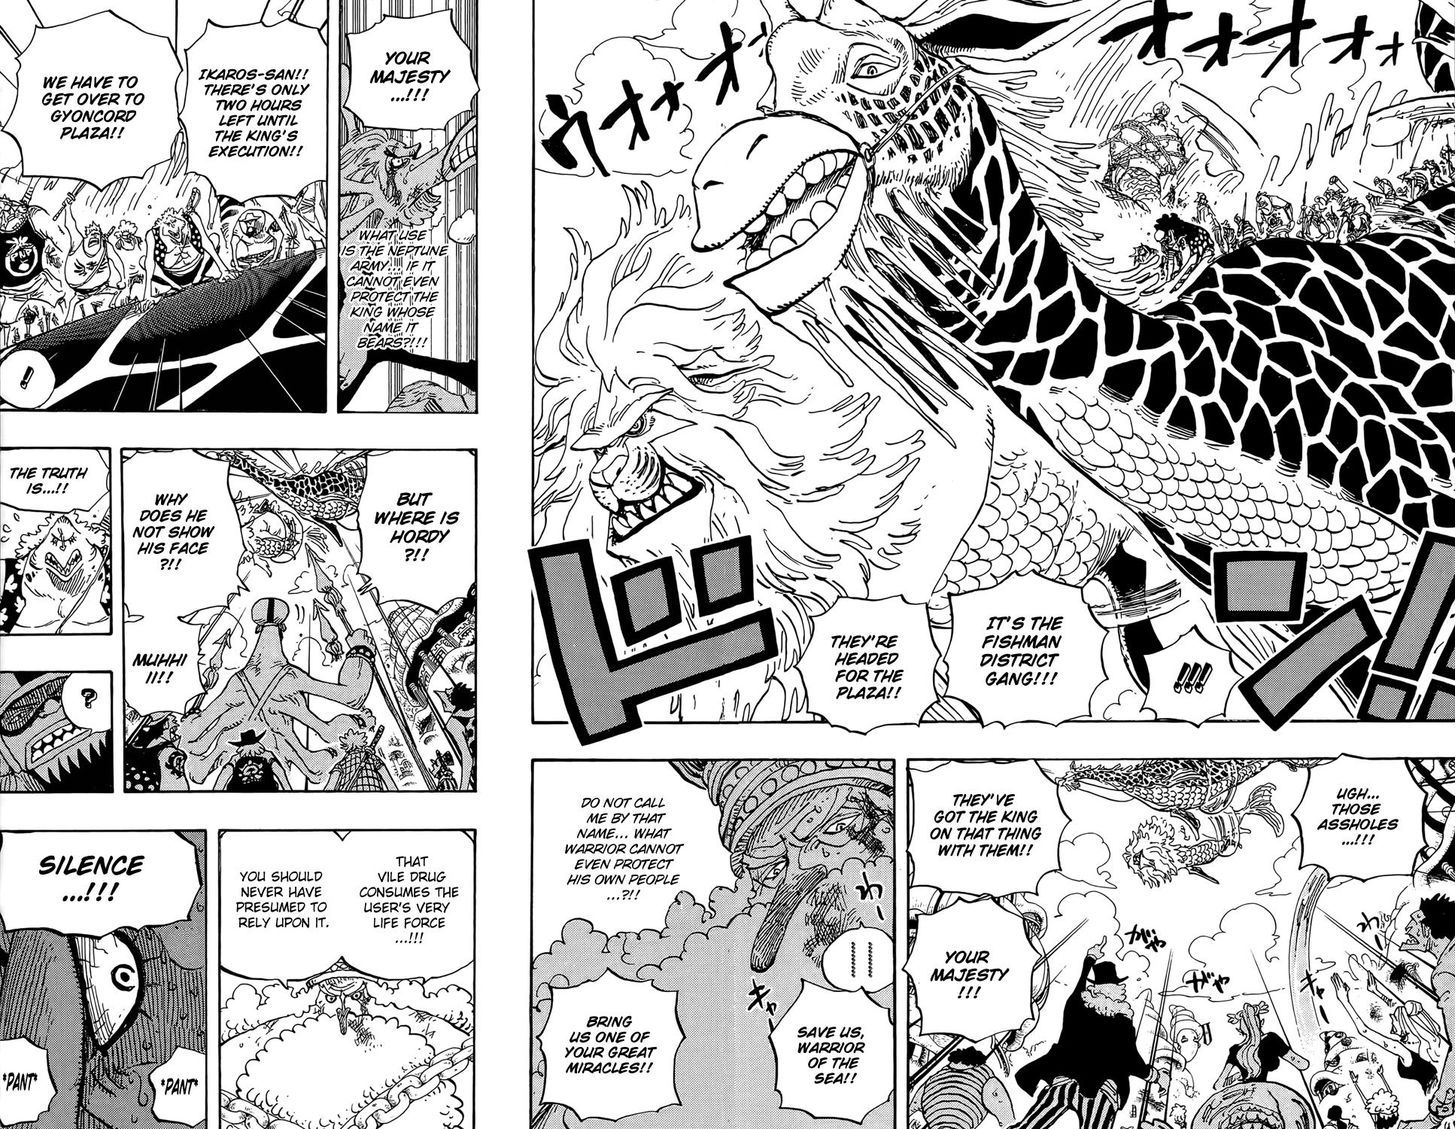 ウオオ
オオオオオ
ドン!!
IT'S THE
FISHMAN
DISTRICT
GANG!!!
!!!
THEY'RE
HEADED
FOR THE
PLAZA!!
UGH...
THOSE
ASSHOLES
...!!!
THEY'VE
GOT THE KING
ON THAT THING
WITH THEM!!
YOUR
MAJESTY
!!!
DO NOT CALL
ME BY THAT
NAME... WHAT
WARRIOR CANNOT
EVEN PROTECT
HIS OWN PEOPLE
...?!!
SAVE US,
WARRIOR
OF THE
SEA!!
BRING
US ONE OF
YOUR GREAT
MIRACLES!!
YOUR
MAJESTY
...!!!
WHAT USE
IS THE NEPTUNE
ARMY... IF IT
CANNOT EVEN
PROTECT THE
KING WHOSE
NAME IT
BEARS?!!!
IKAROS-SAN!!
THERE'S ONLY
TWO HOURS
LEFT UNTIL
THE KING'S
EXECUTION!!
WE HAVE TO
GET OVER TO
GYONCORD
PLAZA!!
!
BUT
WHERE IS
HORDY
?!!
WHY
DOES HE
NOT SHOW
HIS FACE
?!!
MUHHI
II!!
THE TRUTH
IS...!!
?
THAT
VILE DRUG
CONSUMES THE
USER'S VERY
LIFE FORCE
...!!!
YOU SHOULD
NEVER HAVE
PRESUMED TO
RELY UPON IT.
SILENCE
...!!!
*PANT*
*PANT*